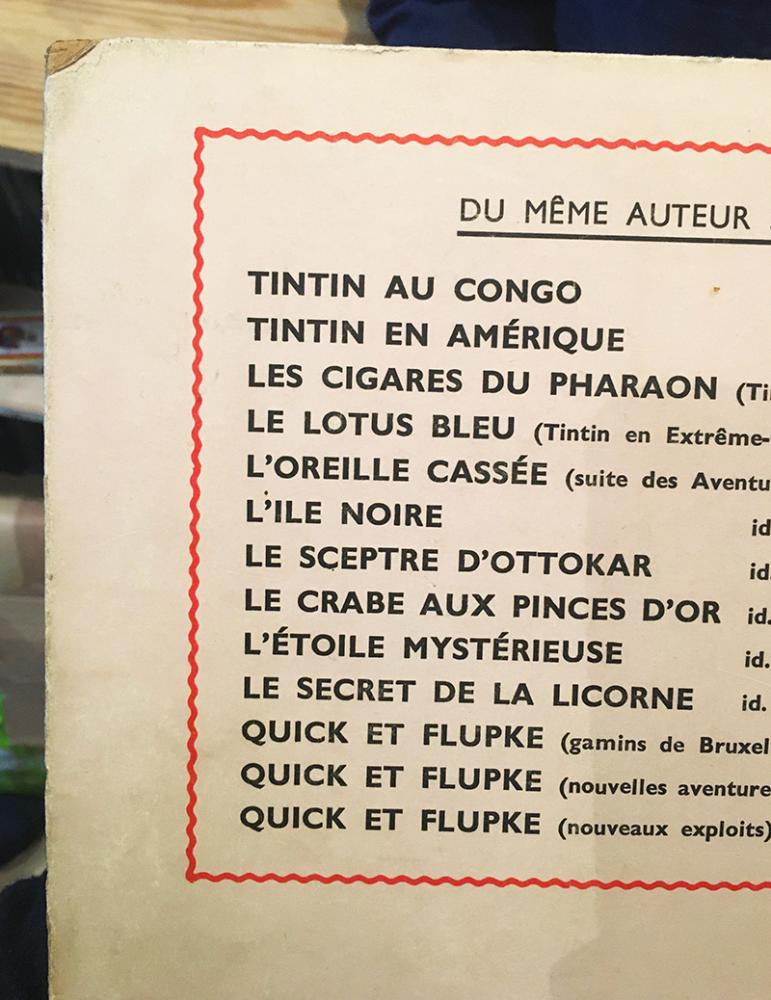 DU MÊME AUTEUR
TINTIN AU CONGO
TINTIN EN AMÉRIQUE
LES CIGARES DU PHARAON
LE LOTUS BLEU (Tintin en Extrême-
L'OREILLE CASSÉE (suite des
L'ILE NOIRE id
LE SCEPTRE D'OTTOKAR id.
LE CRABE AUX PINCES D'OR id.
L'ÉTOILE MYSTÉRIEUSE id.
LE SECRET DE LA LICORNE id.
QUICK ET FLUPKE (gamins de
QUICK ET FLUPKE (nouvelles
QUICK ET FLUPKE (nouveaux exploits)